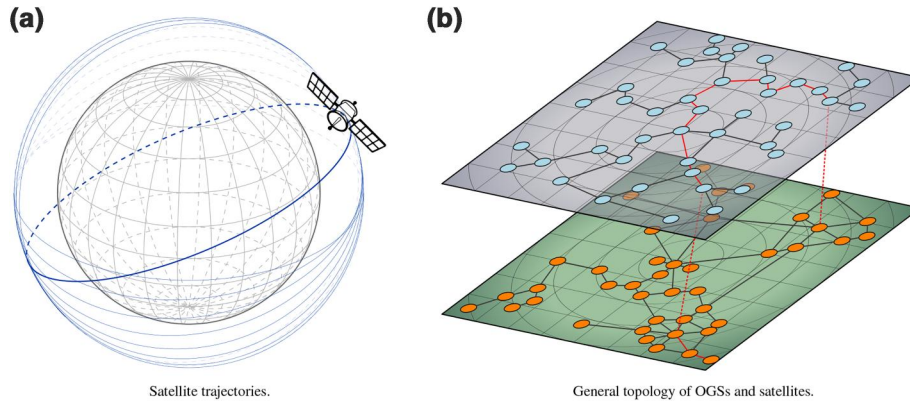 (a)
(b)
Satellite trajectories.
General topology of OGSs and satellites.